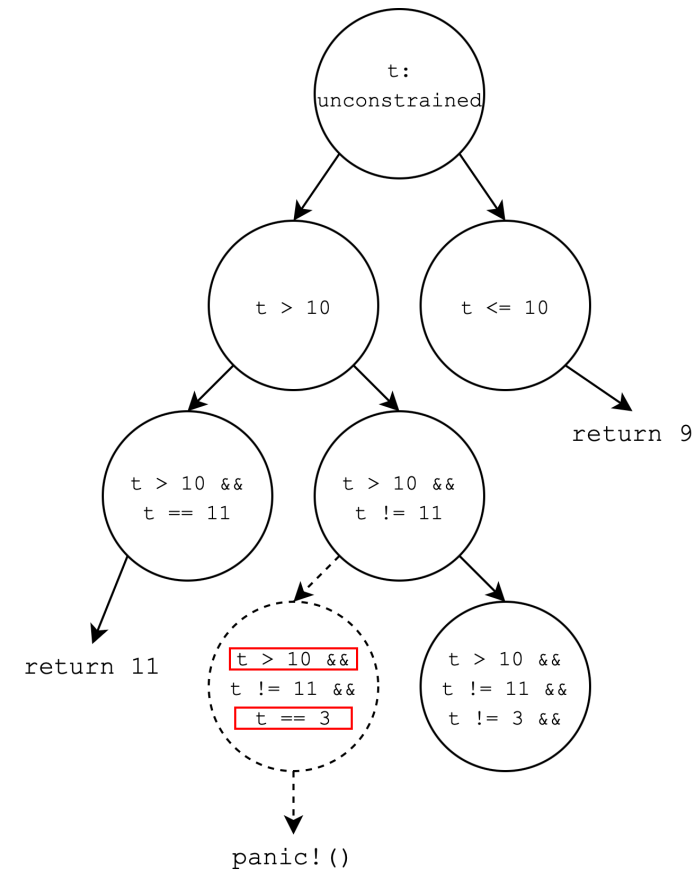 t:
unconstrained
t > 10
t <= 10
return 9
t > 10 &&
t == 11
t > 10 &&
t != 11
return 11
t > 10 &&
t != 11 &&
t == 3
t > 10 &&
t != 11 &&
t != 3 &&
panic!()